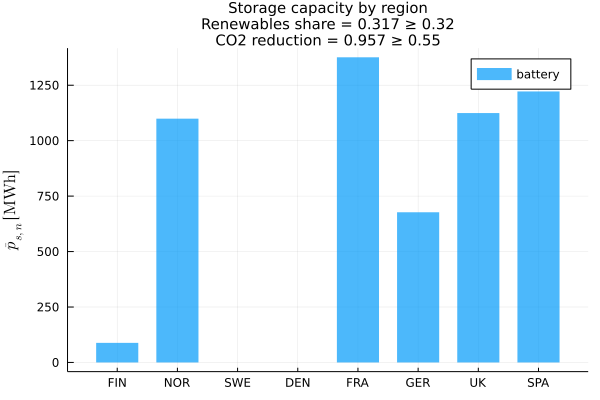 Storage capacity by region
Renewables share = 0.317 ≥ 0.32
CO2 reduction = 0.957 ≥ 0.55
battery
p̄ₛ,ₙ [MWh]
1250
1000
750
500
250
0
FIN NOR SWE DEN FRA GER UK SPA